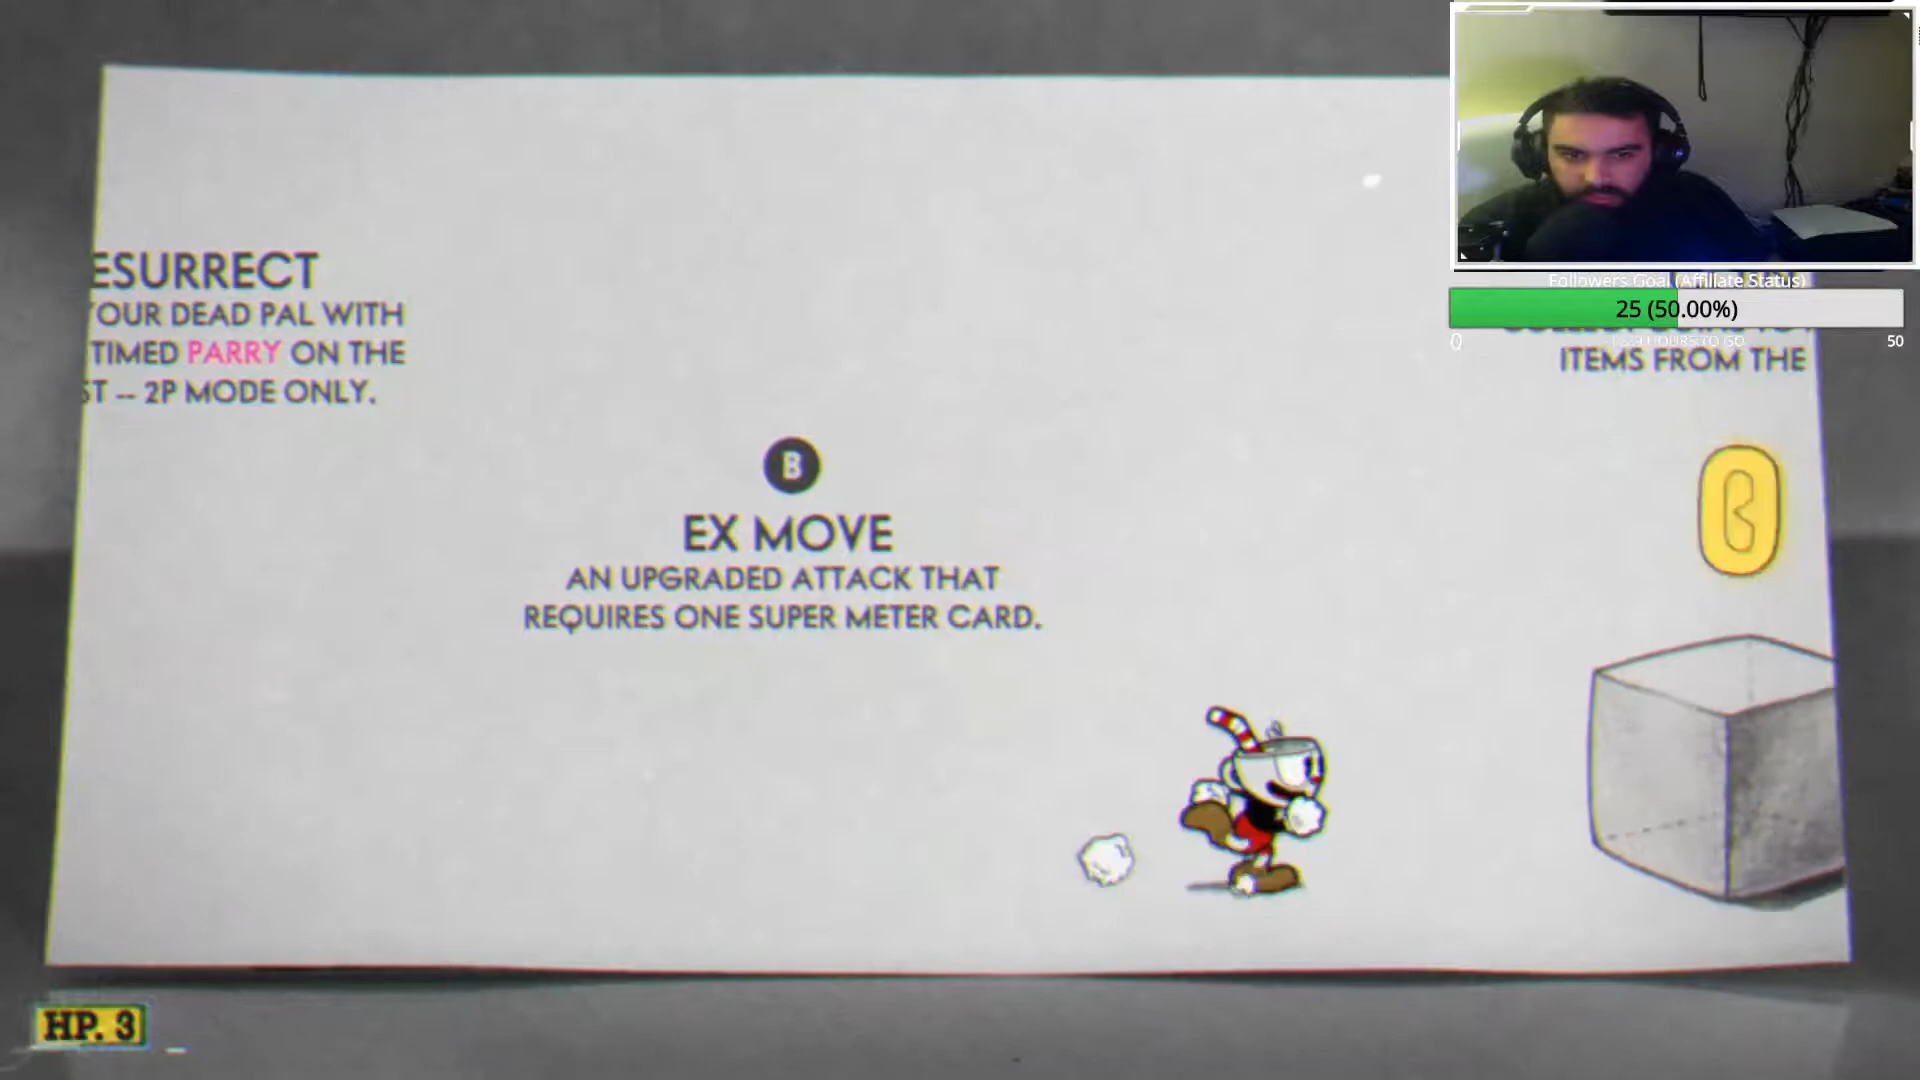 ESURRECT
YOUR DEAD PAL WITH
TIMED PARRY ON THE
ST -- 2P MODE ONLY.
B
EX MOVE
AN UPGRADED ATTACK THAT
REQUIRES ONE SUPER METER CARD.
Followers Goal (Affiliate Status)
25 (50.00%)
0
50
ITEMS FROM THE
HP. 3